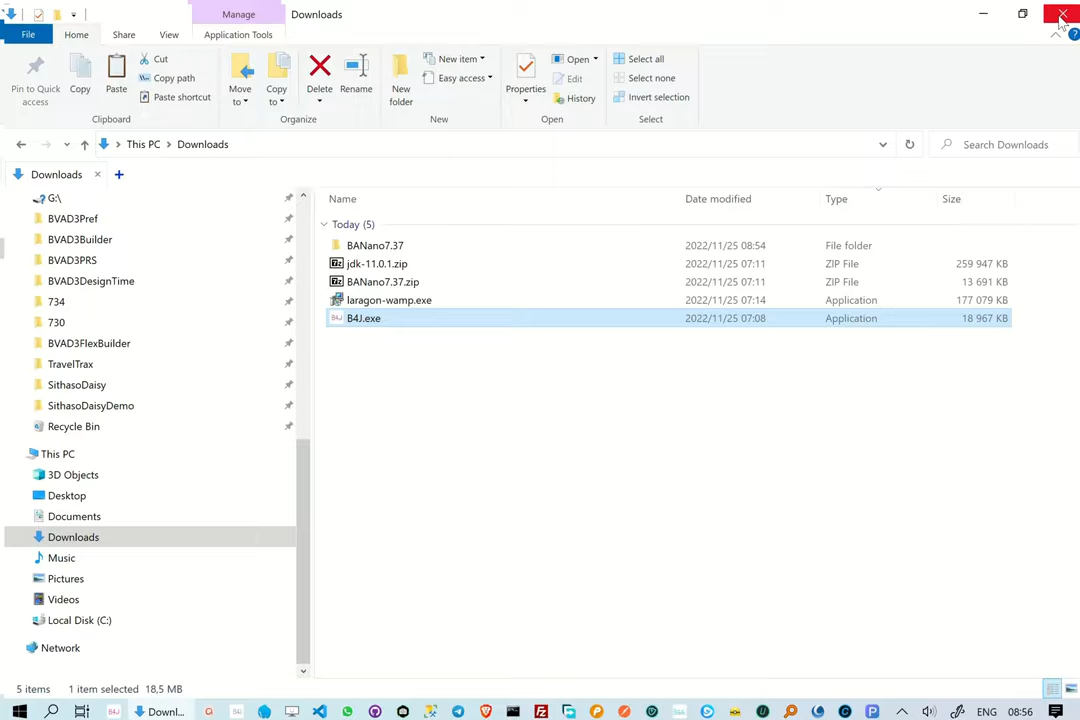 Manage
Downloads
File
Home
Share
View
Application Tools
Pin to Quick access
Copy
Paste
Cut
Copy path
Paste shortcut
Move to
Copy to
Delete
Rename
New folder
New item
Easy access
Properties
Open
Edit
History
Select all
Select none
Invert selection
Clipboard
Organize
New
Open
Select
This PC
Downloads
Search Downloads
Downloads
G:\
BVAD3Pref
BVAD3Builder
BVAD3PRS
BVAD3DesignTime
734
730
BVAD3FlexBuilder
TravelTrax
SithasoDaisy
SithasoDaisyDemo
Recycle Bin
This PC
3D Objects
Desktop
Documents
Downloads
Music
Pictures
Videos
Local Disk (C:)
Network
Name Date modified Type Size
Today (5)
BANano7.37 2022/11/25 08:54 File folder
jdk-11.0.1.zip 2022/11/25 07:11 ZIP File 259 947 KB
BANano7.37.zip 2022/11/25 07:11 ZIP File 13 691 KB
laragon-wamp.exe 2022/11/25 07:14 Application 177 079 KB
B4J.exe 2022/11/25 07:08 Application 18 967 KB
5 items 1 item selected 18,5 MB
Downl...
ENG 08:56